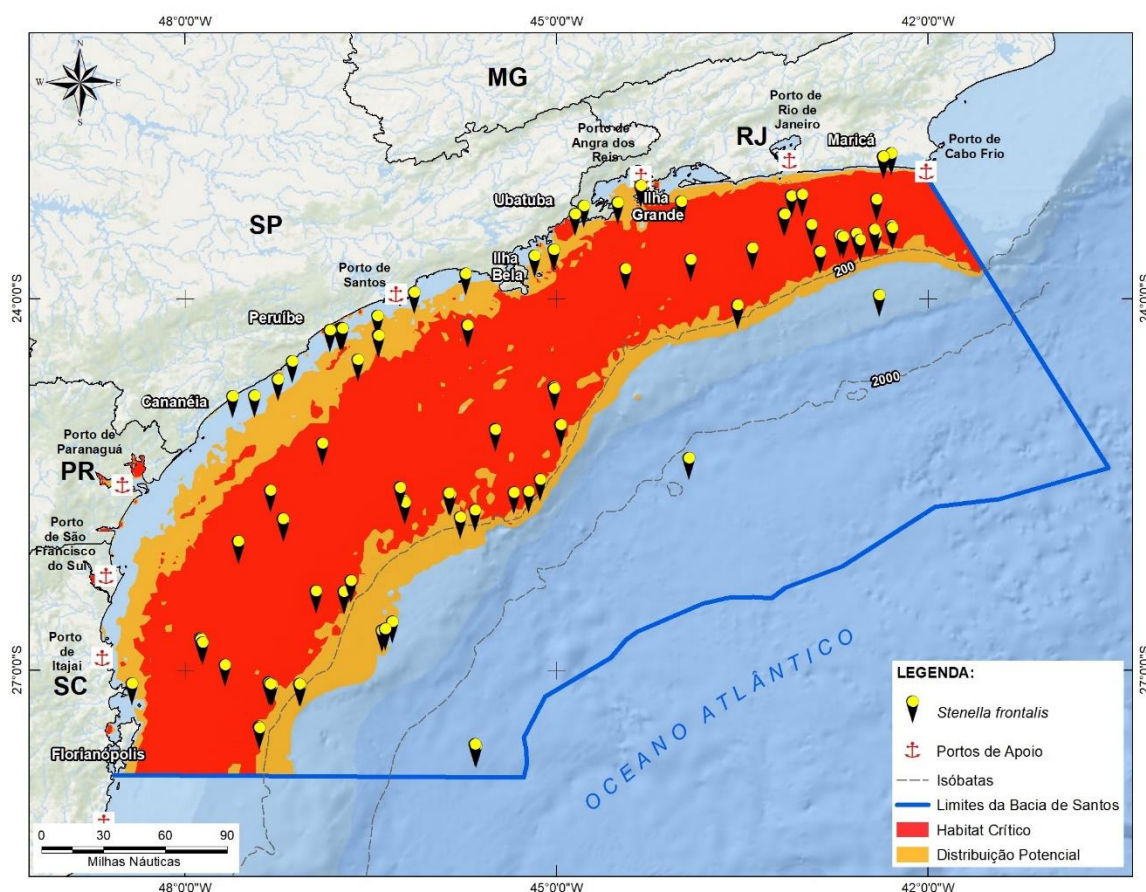 48°0'0"W
45°0'0"W
42°0'0"W
N
W
E
S
MG
Porto de
Rio de
Janeiro
Porto de
Angra dos
Reis
RJ
Maricá
Porto de
Cabo Frio
Ubatuba
Ilha
Grande
SP
Ilha
Bela
Porto de
Santos
200
24°0'0"S
24°0'0"S
Peruíbe
2000
Cananéia
Porto de
Paranaguá
PR
Porto
de São
Francisco
do Sul
Porto
de
Itajaí
27°0'0"S
27°0'0"S
SC
Florianópolis
OCEANO ATLÂNTICO
LEGENDA:
Stenella frontalis
Portos de Apoio
Isóbatas
Limites da Bacia de Santos
Habitat Crítico
Distribuição Potencial
0 30 60 90
Milhas Náuticas
48°0'0"W
45°0'0"W
42°0'0"W